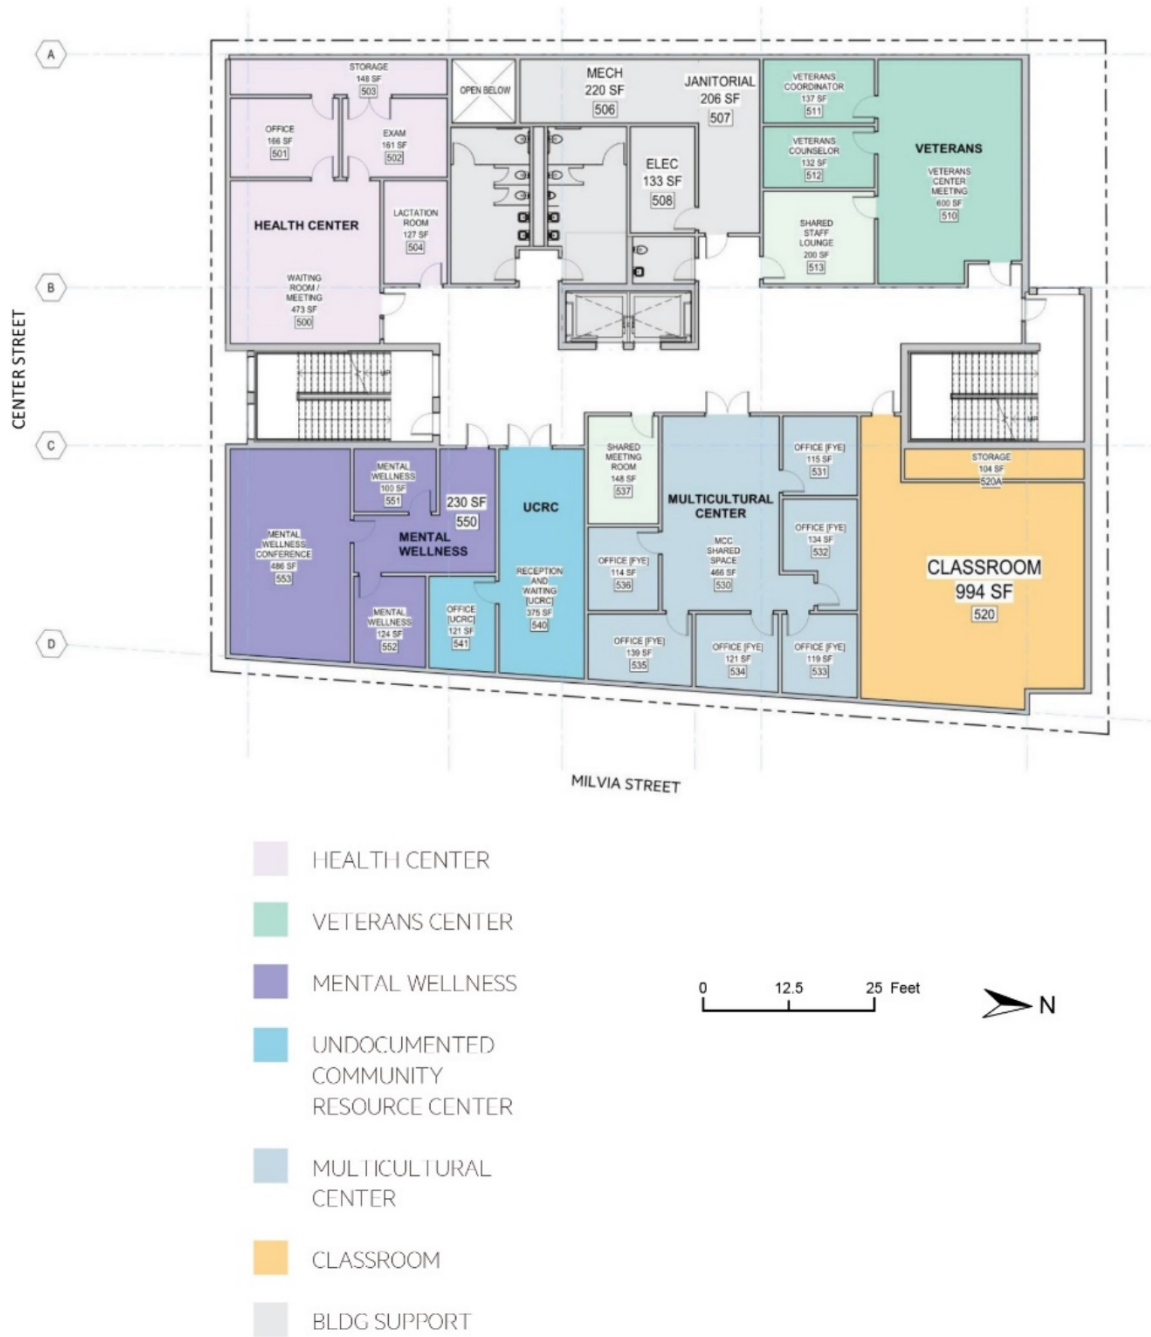 A
B
C
D
CENTER STREET
STORAGE
148 SF
503
OFFICE
166 SF
501
EXAM
161 SF
502
HEALTH CENTER
LACTATION
ROOM
127 SF
504
WAITING
ROOM /
MEETING
473 SF
500
OPEN BELOW
MECH
220 SF
506
JANITORIAL
206 SF
507
ELEC
133 SF
508
VETERANS
COORDINATOR
137 SF
511
VETERANS
COUNSELOR
132 SF
512
SHARED
STAFF
LOUNGE
200 SF
513
VETERANS
VETERANS
CENTER
MEETING
600 SF
510
UP
UP
MENTAL
WELLNESS
100 SF
551
230 SF
550
MENTAL
WELLNESS
MENTAL
WELLNESS
CONFERENCE
486 SF
553
MENTAL
WELLNESS
124 SF
552
UCRC
RECEPTION
AND
WAITING
[UCRC]
375 SF
540
OFFICE
[UCRC]
121 SF
541
SHARED
MEETING
ROOM
148 SF
537
MULTICULTURAL
CENTER
MCC
SHARED
SPACE
466 SF
530
OFFICE [FYE]
115 SF
531
OFFICE [FYE]
134 SF
532
OFFICE [FYE]
114 SF
536
OFFICE [FYE]
139 SF
535
OFFICE [FYE]
121 SF
534
OFFICE [FYE]
119 SF
533
STORAGE
104 SF
520A
CLASSROOM
994 SF
520
MILVIA STREET
HEALTH CENTER
VETERANS CENTER
MENTAL WELLNESS
UNDOCUMENTED
COMMUNITY
RESOURCE CENTER
MULTICULTURAL
CENTER
CLASSROOM
BLDG SUPPORT
0 12.5 25 Feet
N